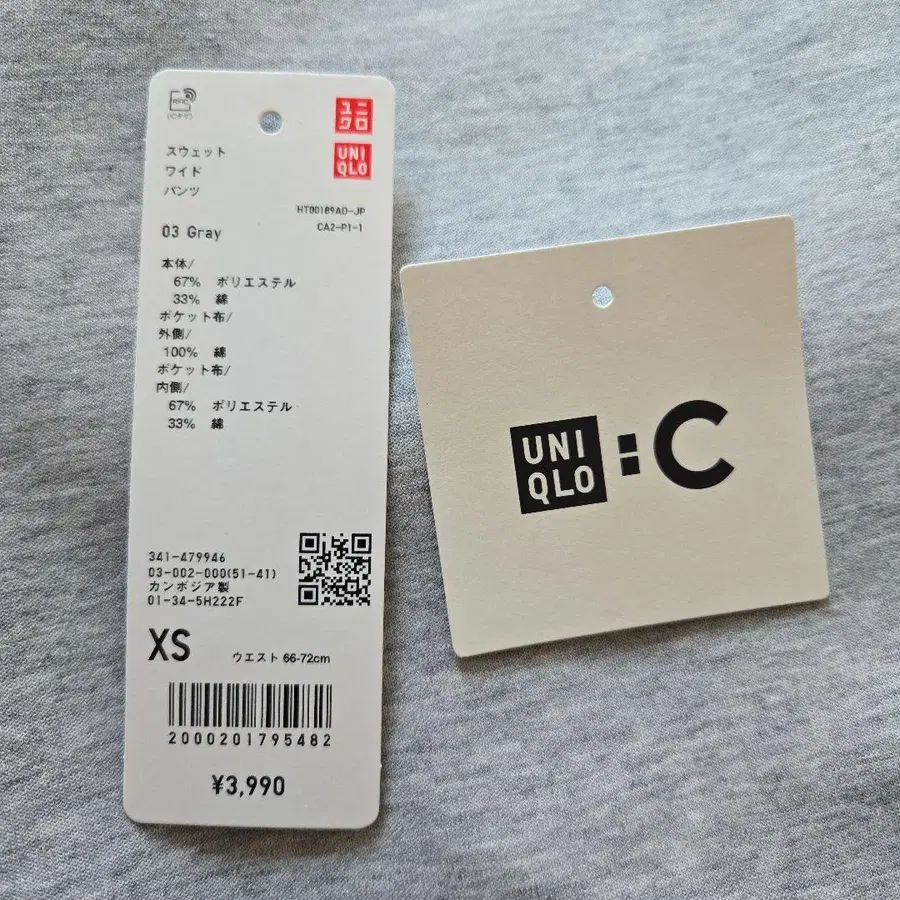 RFID
(ICタグ)
ユニ
クロ
UNI
QLO
スウェット
ワイド
パンツ
HT00189AD-JP
CA2-P1-1
03 Gray
本体/
67% ポリエステル
33% 綿
ポケット布/
外側/
100% 綿
ポケット布/
内側/
67% ポリエステル
33% 綿
341-479946
03-002-000(51-41)
カンボジア製
01-34-5H222F
XS
ウエスト 66-72cm
2000201795482
¥3,990
UNI
QLO
: C